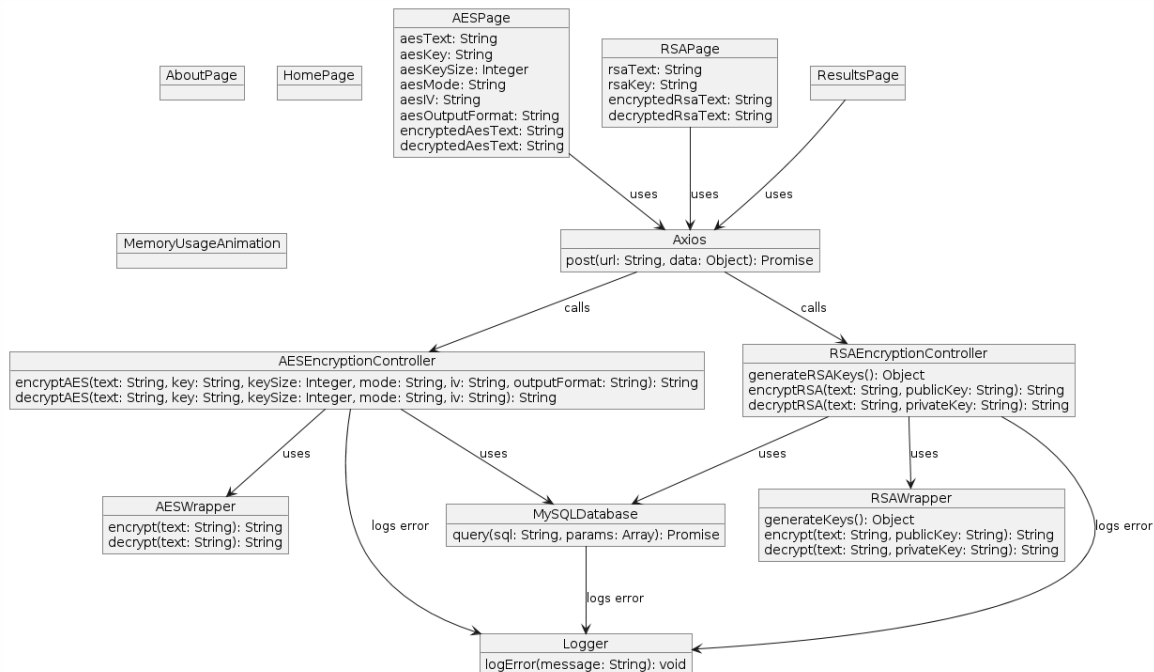 AESPage
aesText: String
aesKey: String
aesKeySize: Integer
aesMode: String
aesIV: String
aesOutputFormat: String
encryptedAesText: String
decryptedAesText: String
RSAPage
rsaText: String
rsaKey: String
encryptedRsaText: String
decryptedRsaText: String
AboutPage
HomePage
ResultsPage
uses
uses
uses
MemoryUsageAnimation
Axios
post(url: String, data: Object): Promise
calls
calls
AESEncryptionController
encryptAES(text: String, key: String, keySize: Integer, mode: String, iv: String, outputFormat: String): String
decryptAES(text: String, key: String, keySize: Integer, mode: String, iv: String): String
RSAEncryptionController
generateRSAKeys(): Object
encryptRSA(text: String, publicKey: String): String
decryptRSA(text: String, privateKey: String): String
uses
uses
uses
uses
AESWrapper
encrypt(text: String): String
decrypt(text: String): String
logs error
MySQLDatabase
query(sql: String, params: Array): Promise
RSAWrapper
generateKeys(): Object
encrypt(text: String, publicKey: String): String
decrypt(text: String, privateKey: String): String
logs error
logs error
Logger
logError(message: String): void